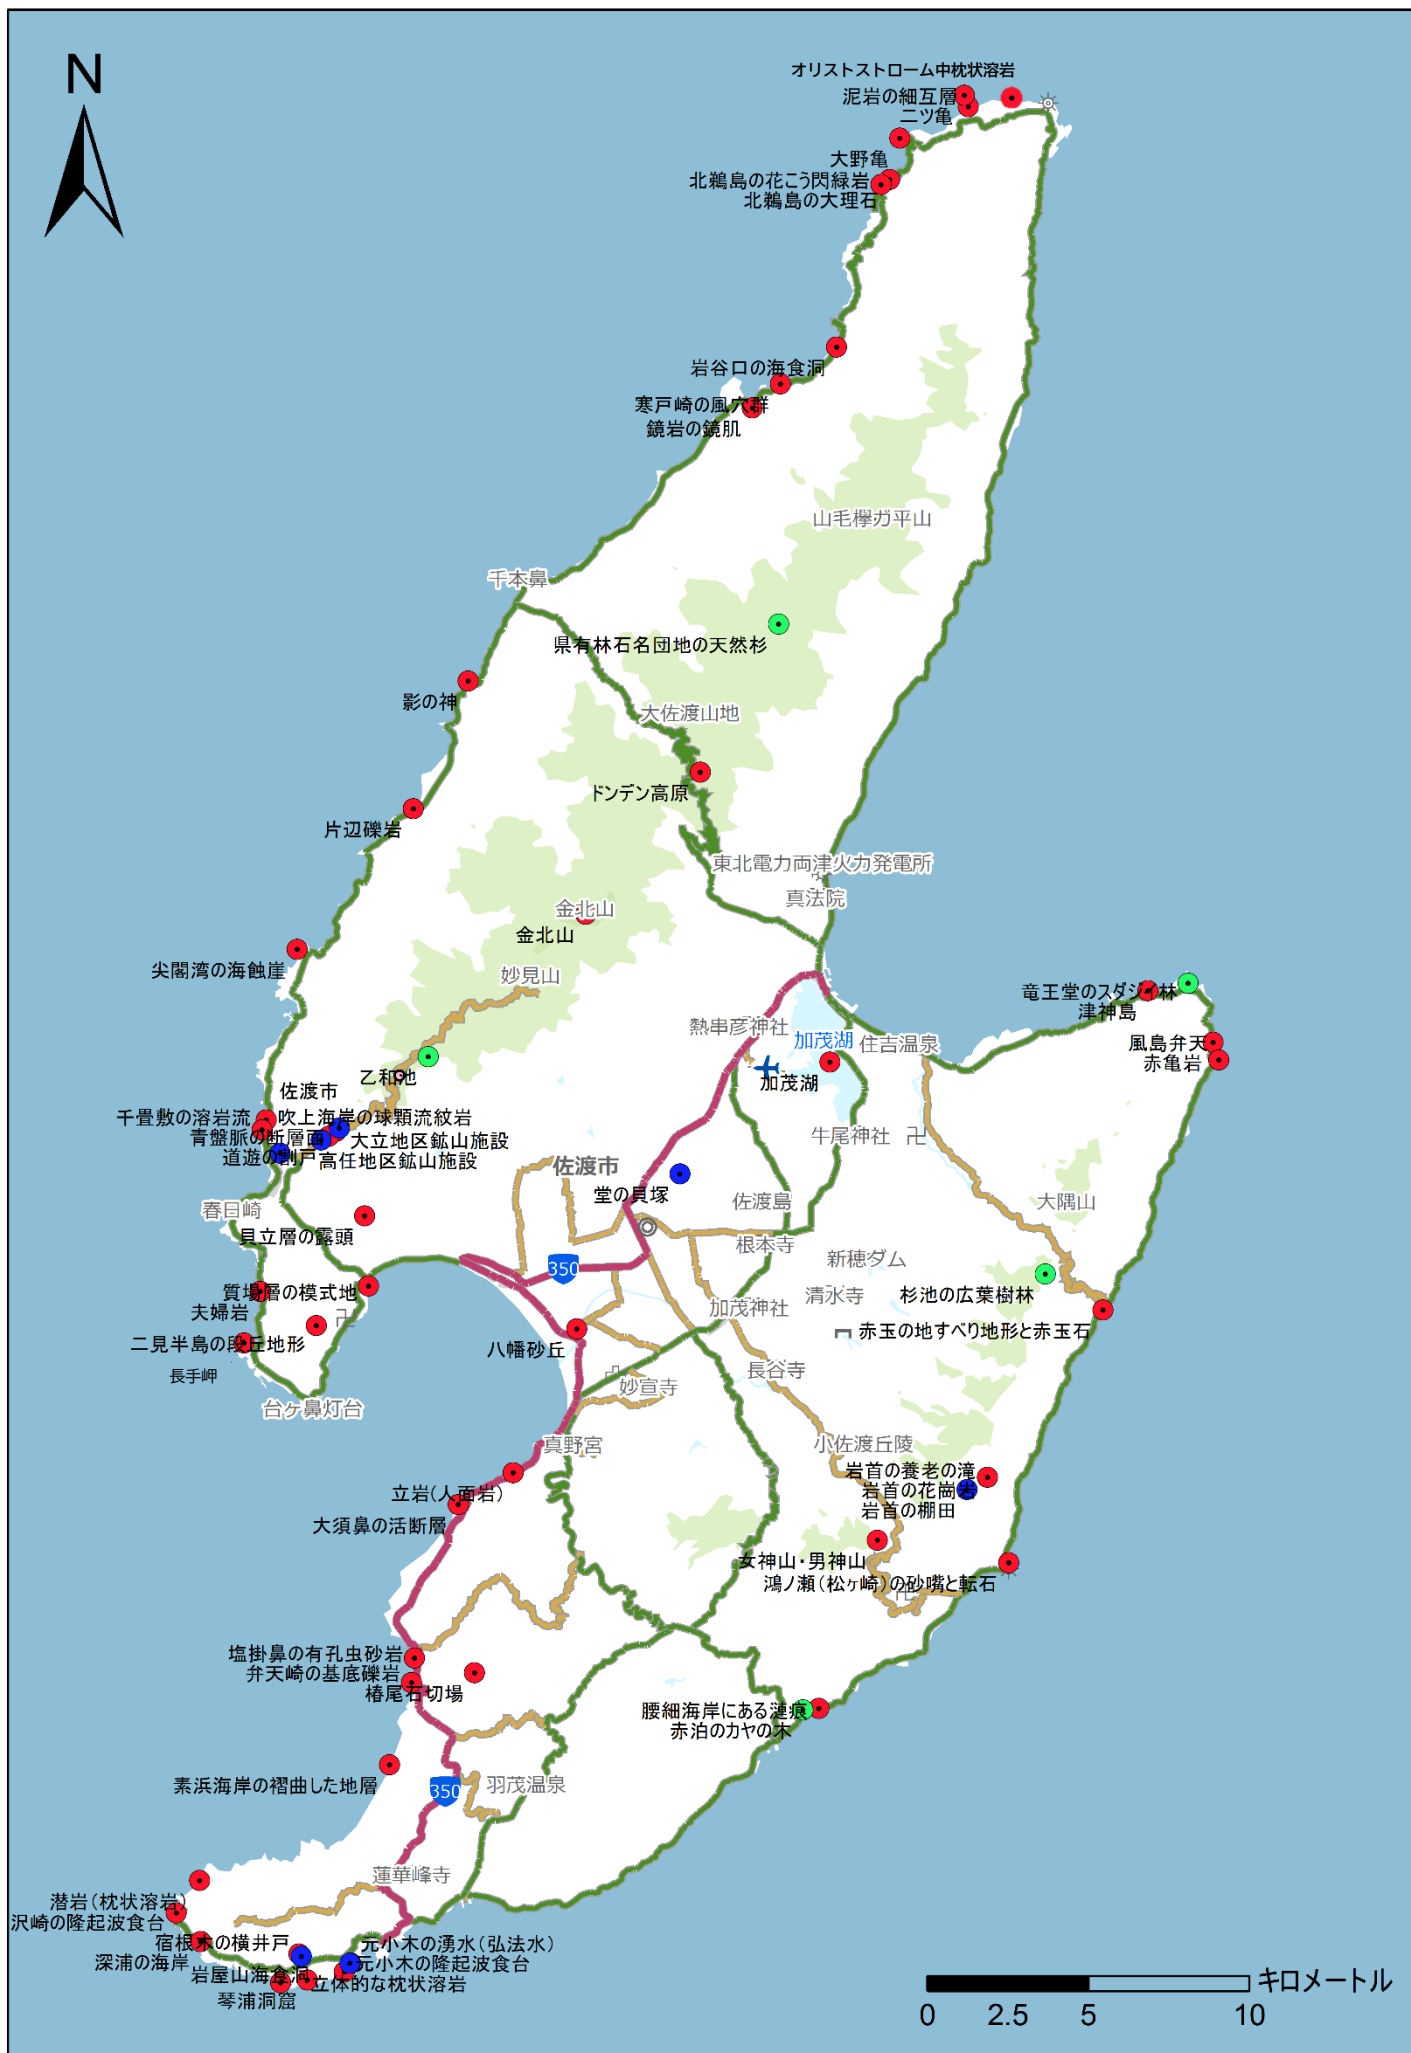 N
オリストストローム中枕状溶岩
泥岩の細互層
二ツ亀
大野亀
北鵜島の花こう閃緑岩
北鵜島の大理石
岩谷口の海食洞
寒戸崎の風穴群
鏡岩の鏡肌
山毛欅ガ平山
千本鼻
県有林石名団地の天然杉
影の神
大佐渡山地
ドンデン高原
片辺礫岩
東北電力両津火力発電所
真法院
金北山
金北山
尖閣湾の海蝕崖
妙見山
竜王堂のスダジイ林
津神島
熱串彦神社
加茂湖
住吉温泉
風島弁天
赤亀岩
乙和池
加茂湖
佐渡市
千畳敷の溶岩流
吹上海岸の球顆流紋岩
青盤脈の断層面
大立地区鉱山施設
道遊の割戸
高任地区鉱山施設
牛尾神社
佐渡市
堂の貝塚
佐渡島
大隅山
春日崎
貝立層の露頭
根本寺
新穂ダム
350
質場層の模式地
夫婦岩
加茂神社
清水寺
杉池の広葉樹林
二見半島の段丘地形
八幡砂丘
赤玉の地すべり地形と赤玉石
長手岬
妙宣寺
長谷寺
台ヶ鼻灯台
真野宮
小佐渡丘陵
岩首の養老の滝
立岩(人面岩)
岩首の花崗岩
大須鼻の活断層
岩首の棚田
女神山・男神山
鴻ノ瀬(松ヶ崎)の砂嘴と転石
塩掛鼻の有孔虫砂岩
弁天崎の基底礫岩
椿尾石切場
腰細海岸にある漣痕
赤泊のカヤの木
素浜海岸の褶曲した地層
350
羽茂温泉
蓮華峰寺
潜岩(枕状溶岩)
沢崎の隆起波食台
宿根木の横井戸
元小木の湧水(弘法水)
深浦の海岸
元小木の隆起波食台
岩屋山海食洞
立体的な枕状溶岩
琴浦洞窟
キロメートル
0 2.5 5 10